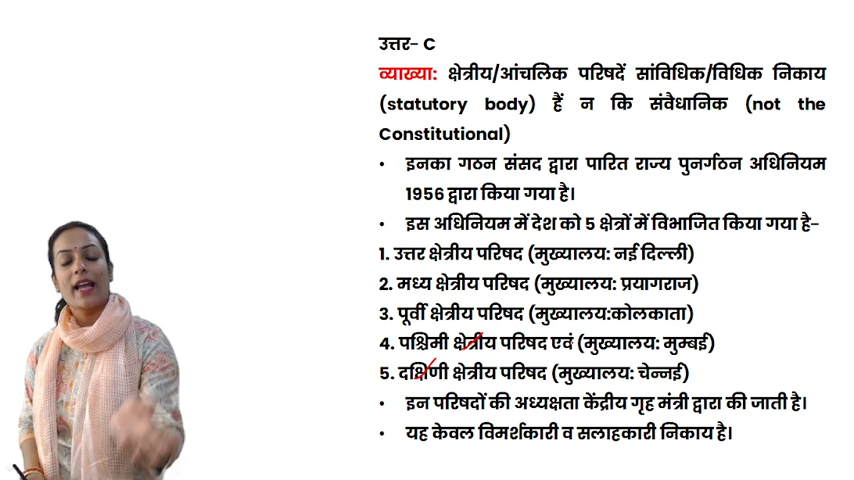 उत्तर– C
व्याख्या: क्षेत्रीय/आंचलिक परिषदें सांविधिक/विधिक निकाय
(statutory body) हैं न कि संवैधानिक (not the
Constitutional)
• इनका गठन संसद द्वारा पारित राज्य पुनर्गठन अधिनियम
1956 द्वारा किया गया है।
• इस अधिनियम में देश को 5 क्षेत्रों में विभाजित किया गया है–
1. उत्तर क्षेत्रीय परिषद (मुख्यालय: नई दिल्ली)
2. मध्य क्षेत्रीय परिषद (मुख्यालय: प्रयागराज)
3. पूर्वी क्षेत्रीय परिषद (मुख्यालय:कोलकाता)
4. पश्चिमी क्षेत्रीय परिषद एवं (मुख्यालय: मुम्बई)
5. दक्षिणी क्षेत्रीय परिषद (मुख्यालय: चेन्नई)
• इन परिषदों की अध्यक्षता केंद्रीय गृह मंत्री द्वारा की जाती है।
• यह केवल विमर्शकारी व सलाहकारी निकाय है।